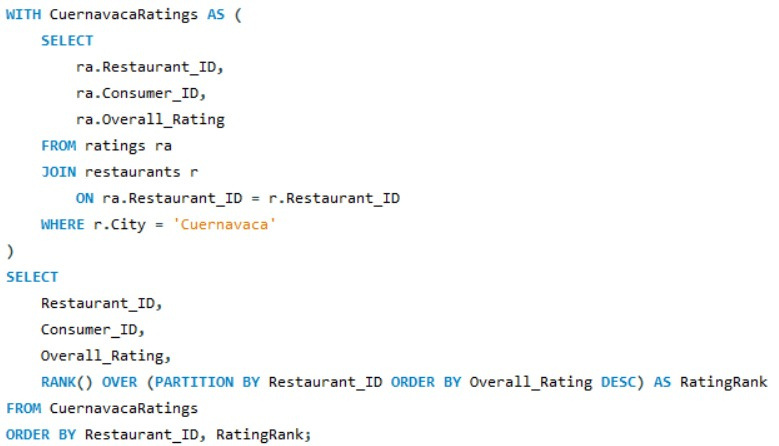 WITH CuernavacaRatings AS (
    SELECT
        ra.Restaurant_ID,
        ra.Consumer_ID,
        ra.Overall_Rating
    FROM ratings ra
    JOIN restaurants r
        ON ra.Restaurant_ID = r.Restaurant_ID
    WHERE r.City = 'Cuernavaca'
)
SELECT
    Restaurant_ID,
    Consumer_ID,
    Overall_Rating,
    RANK() OVER (PARTITION BY Restaurant_ID ORDER BY Overall_Rating DESC) AS RatingRank
FROM CuernavacaRatings
ORDER BY Restaurant_ID, RatingRank;